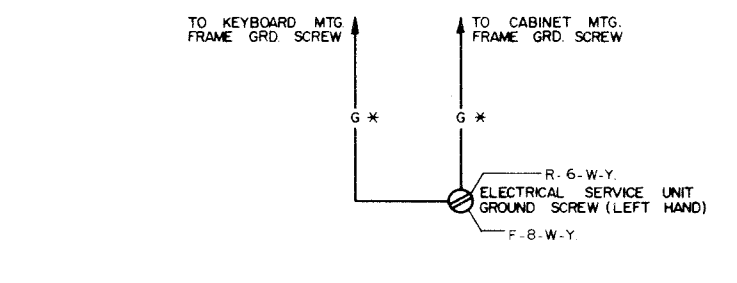 TO KEYBOARD MTG.
FRAME GRD. SCREW
TO CABINET MTG.
FRAME GRD. SCREW
G *
G *
R-6-W-Y.
ELECTRICAL SERVICE UNIT
GROUND SCREW (LEFT HAND)
F-8-W-Y.